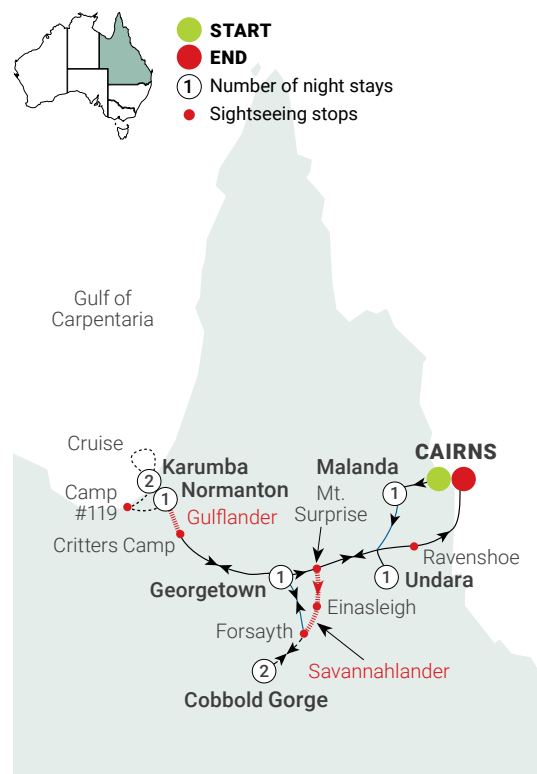 START
END
1 Number of night stays
Sightseeing stops
Gulf of
Carpentaria
Cruise
2
Karumba
Normanton
1
Camp
#119
Gulflander
Critters Camp
CAIRNS
Malanda
1
Mt.
Surprise
Ravenshoe
1
Undara
Georgetown
1
Einasleigh
Forsayth
Savannahlander
2
Cobbold Gorge